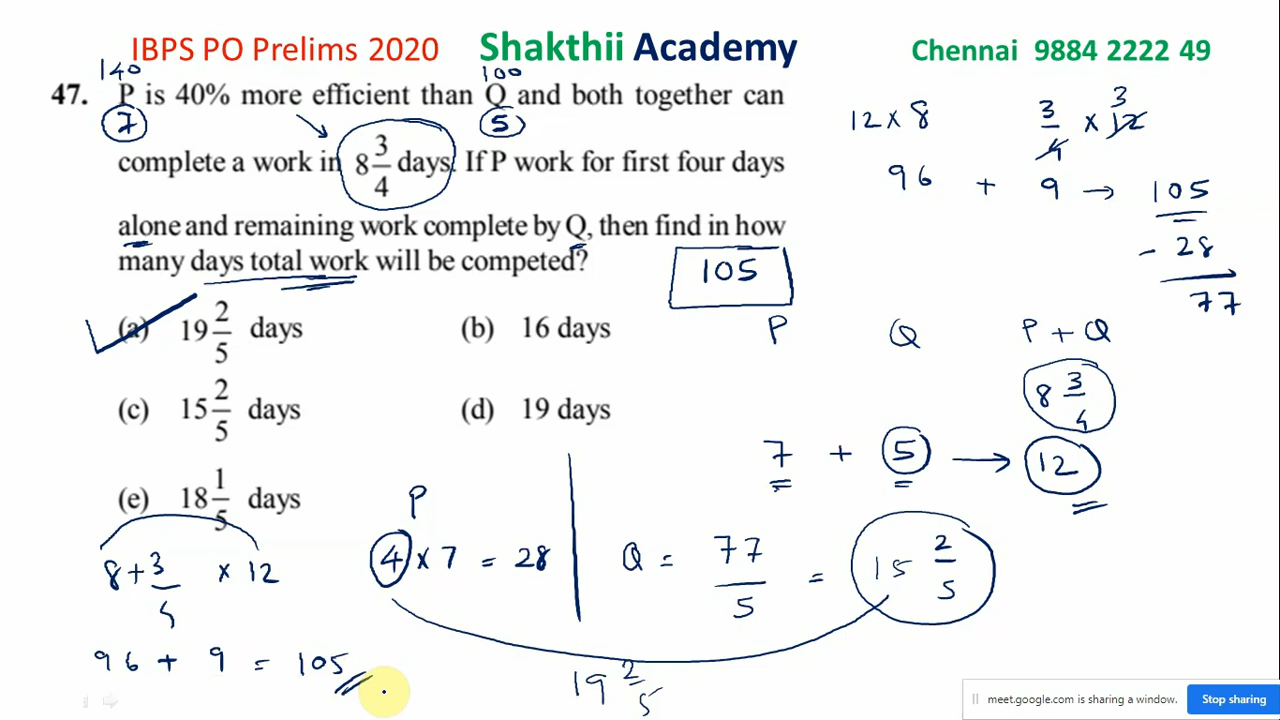 IBPS PO Prelims 2020 Shakthii Academy Chennai 9884 2222 49
140 100
47. P is 40% more efficient than Q and both together can
7 5
complete a work in 8 3/4 days. If P work for first four days
alone and remaining work complete by Q, then find in how
many days total work will be competed?
(a) 19 2/5 days (b) 16 days
(c) 15 2/5 days (d) 19 days
(e) 18 1/5 days
12 x 8 3/4 x 12 3
96 + 9 → 105
- 28
77
105
P Q P + Q
8 3/4
7 + 5 → 12
P
8 + 3/4 x 12
4 x 7 = 28
Q = 77/5 = 15 2/5
96 + 9 = 105
19 2/5
meet.google.com is sharing a window. Stop sharing